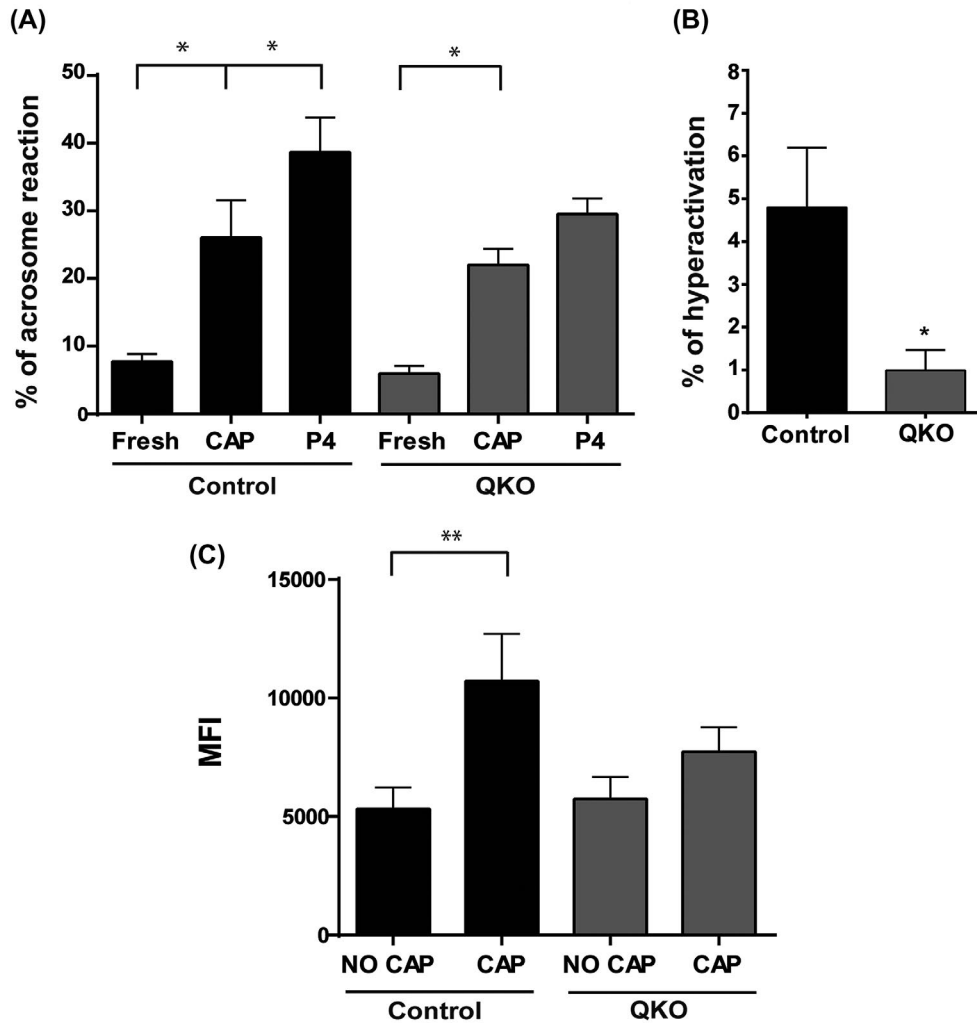 (A)
% of acrosome reaction
50
40
30
20
10
0
* * *
Fresh CAP P4 Fresh CAP P4
Control QKO
(B)
% of hyperactivation
8
7
6
5
4
3
2
1
0
*
Control QKO
(C)
MFI
15000
10000
5000
0
**
NO CAP CAP NO CAP CAP
Control QKO